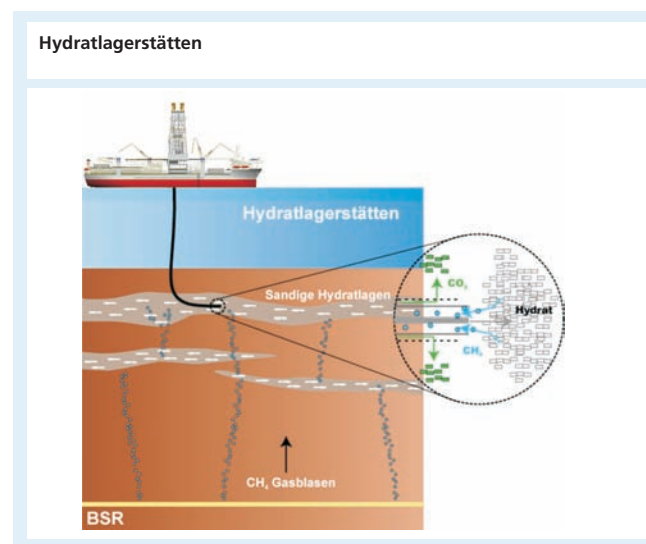 Hydratlagerstätten
Hydratlagerstätten
Sandige Hydratlagen
CO₂
Hydrat
CH₄
CH₄ Gasblasen
BSR